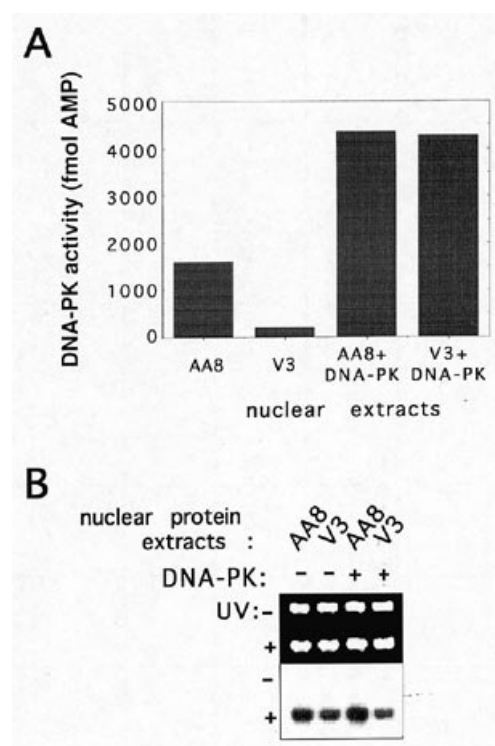 A
DNA-PK activity (fmol AMP)
5000
4000
3000
2000
1000
0
AA8
V3
AA8+
DNA-PK
V3+
DNA-PK
nuclear extracts
B
nuclear protein
extracts :
AA8
V3
AA8
V3
DNA-PK: - - + +
UV: -
+
-
+